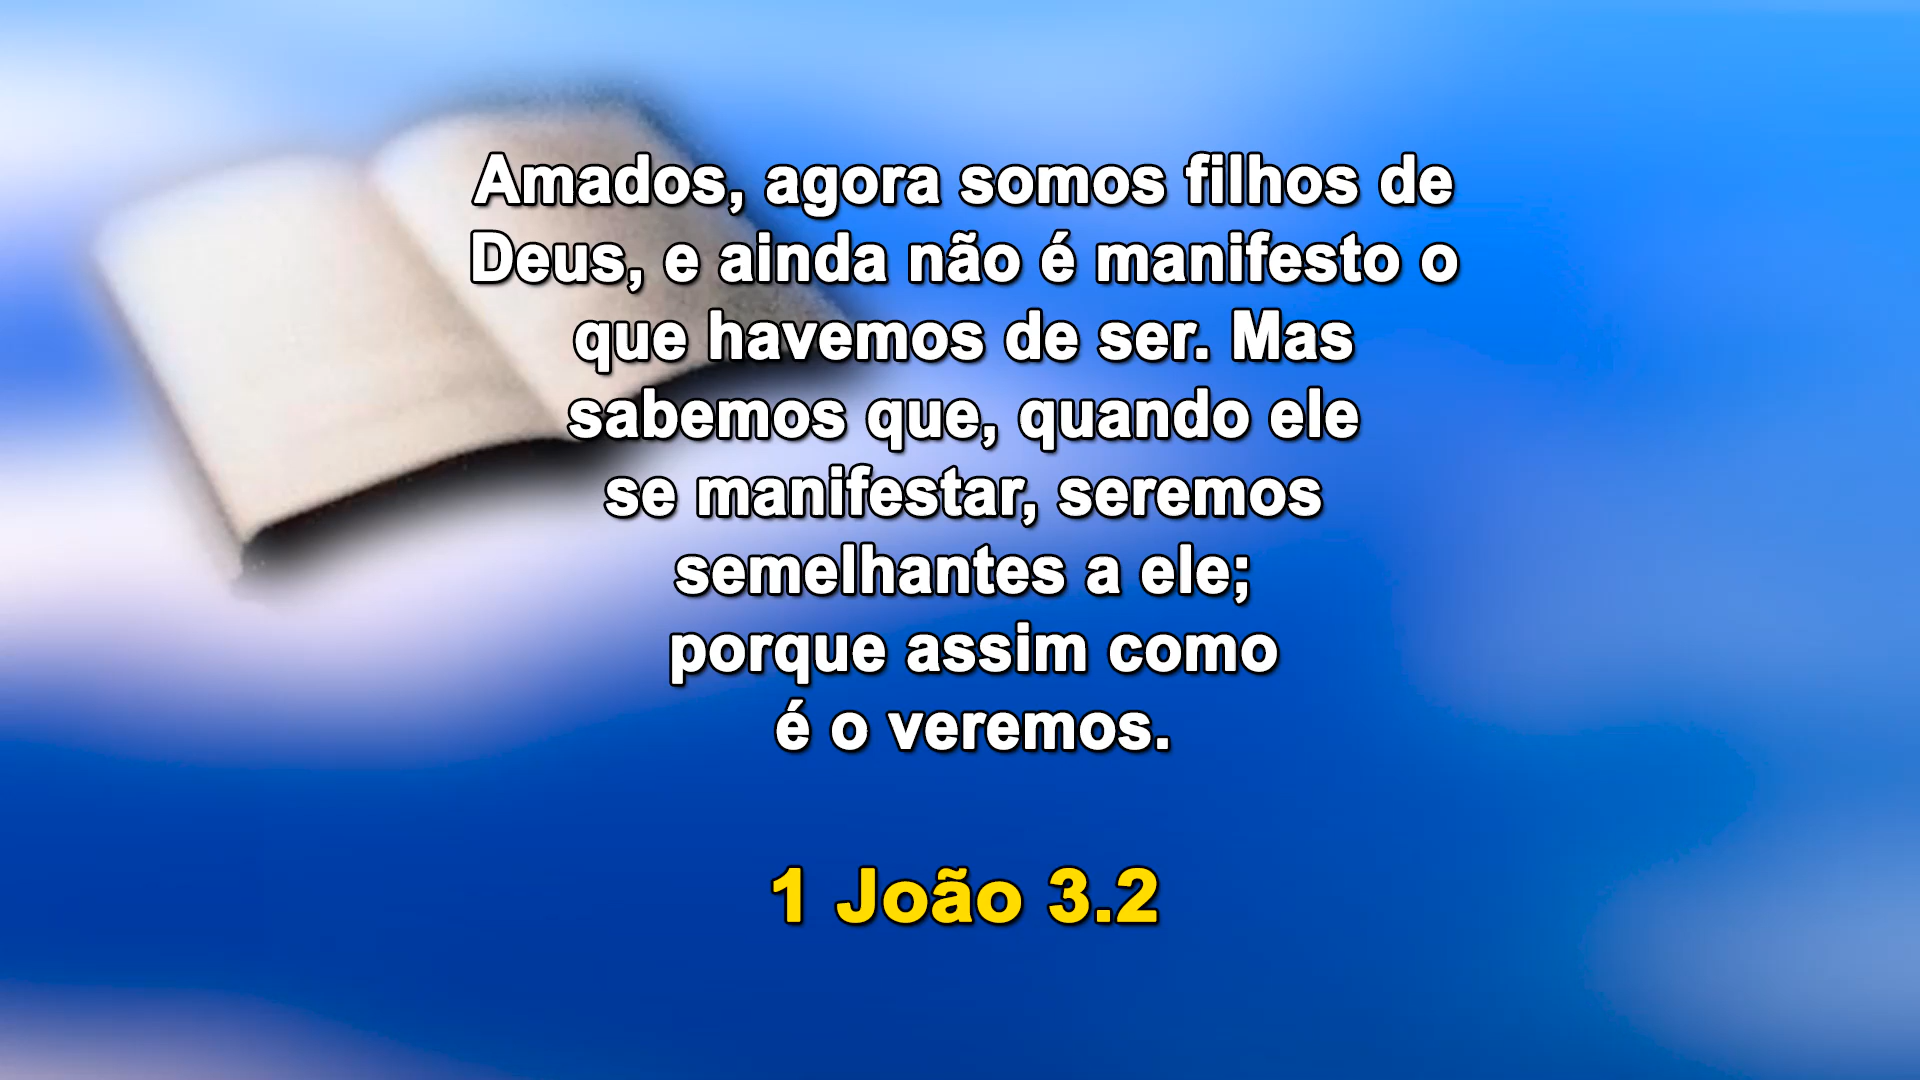 Amados, agora somos filhos de
Deus, e ainda não é manifesto o
que havemos de ser. Mas
sabemos que, quando ele
se manifestar, seremos
semelhantes a ele;
porque assim como
é o veremos.
1 João 3.2